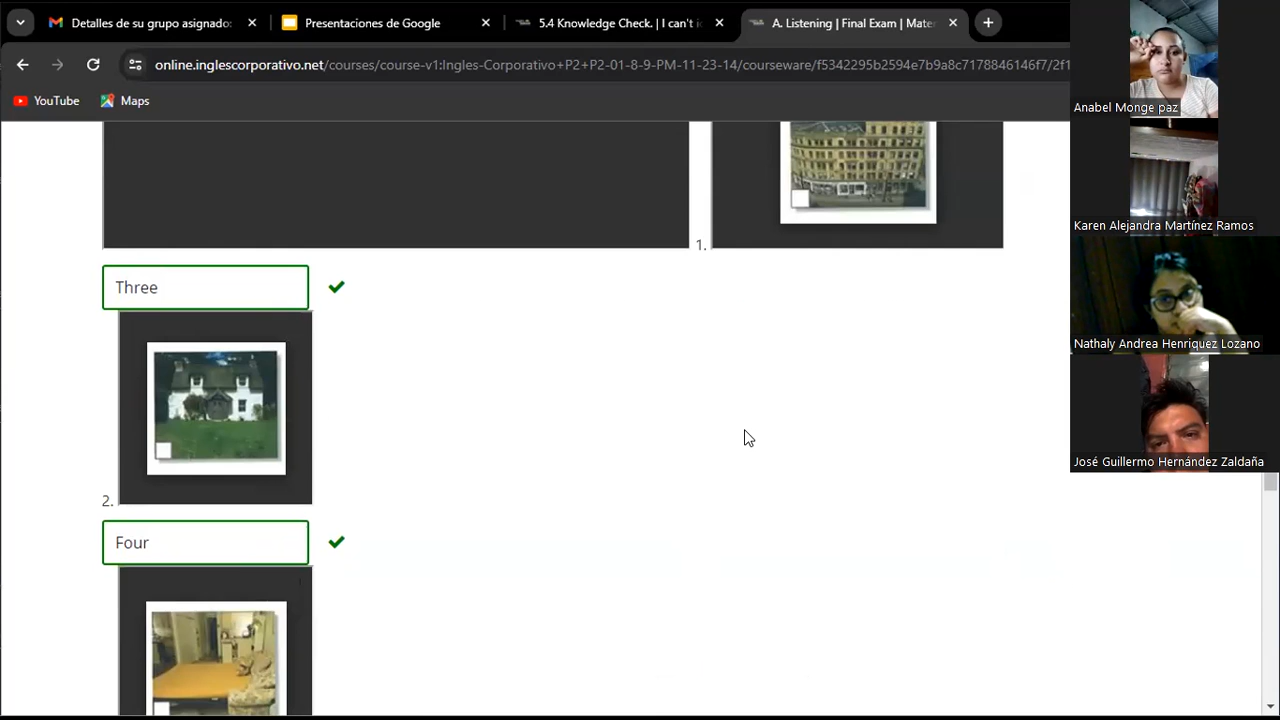 Detalles de su grupo asignado:
Presentaciones de Google
5.4 Knowledge Check. | I can't i
A. Listening | Final Exam | Mate
online.inglescorporativo.net/courses/course-v1:Ingles-Corporativo+P2+P2-01-8-9-PM-11-23-14/courseware/f5342295b2594e7b9a8c7178846146f7/2f1
YouTube
Maps
1.
Three
2.
Four
Anabel Monge paz
Karen Alejandra Martínez Ramos
Nathaly Andrea Henriquez Lozano
José Guillermo Hernández Zaldaña